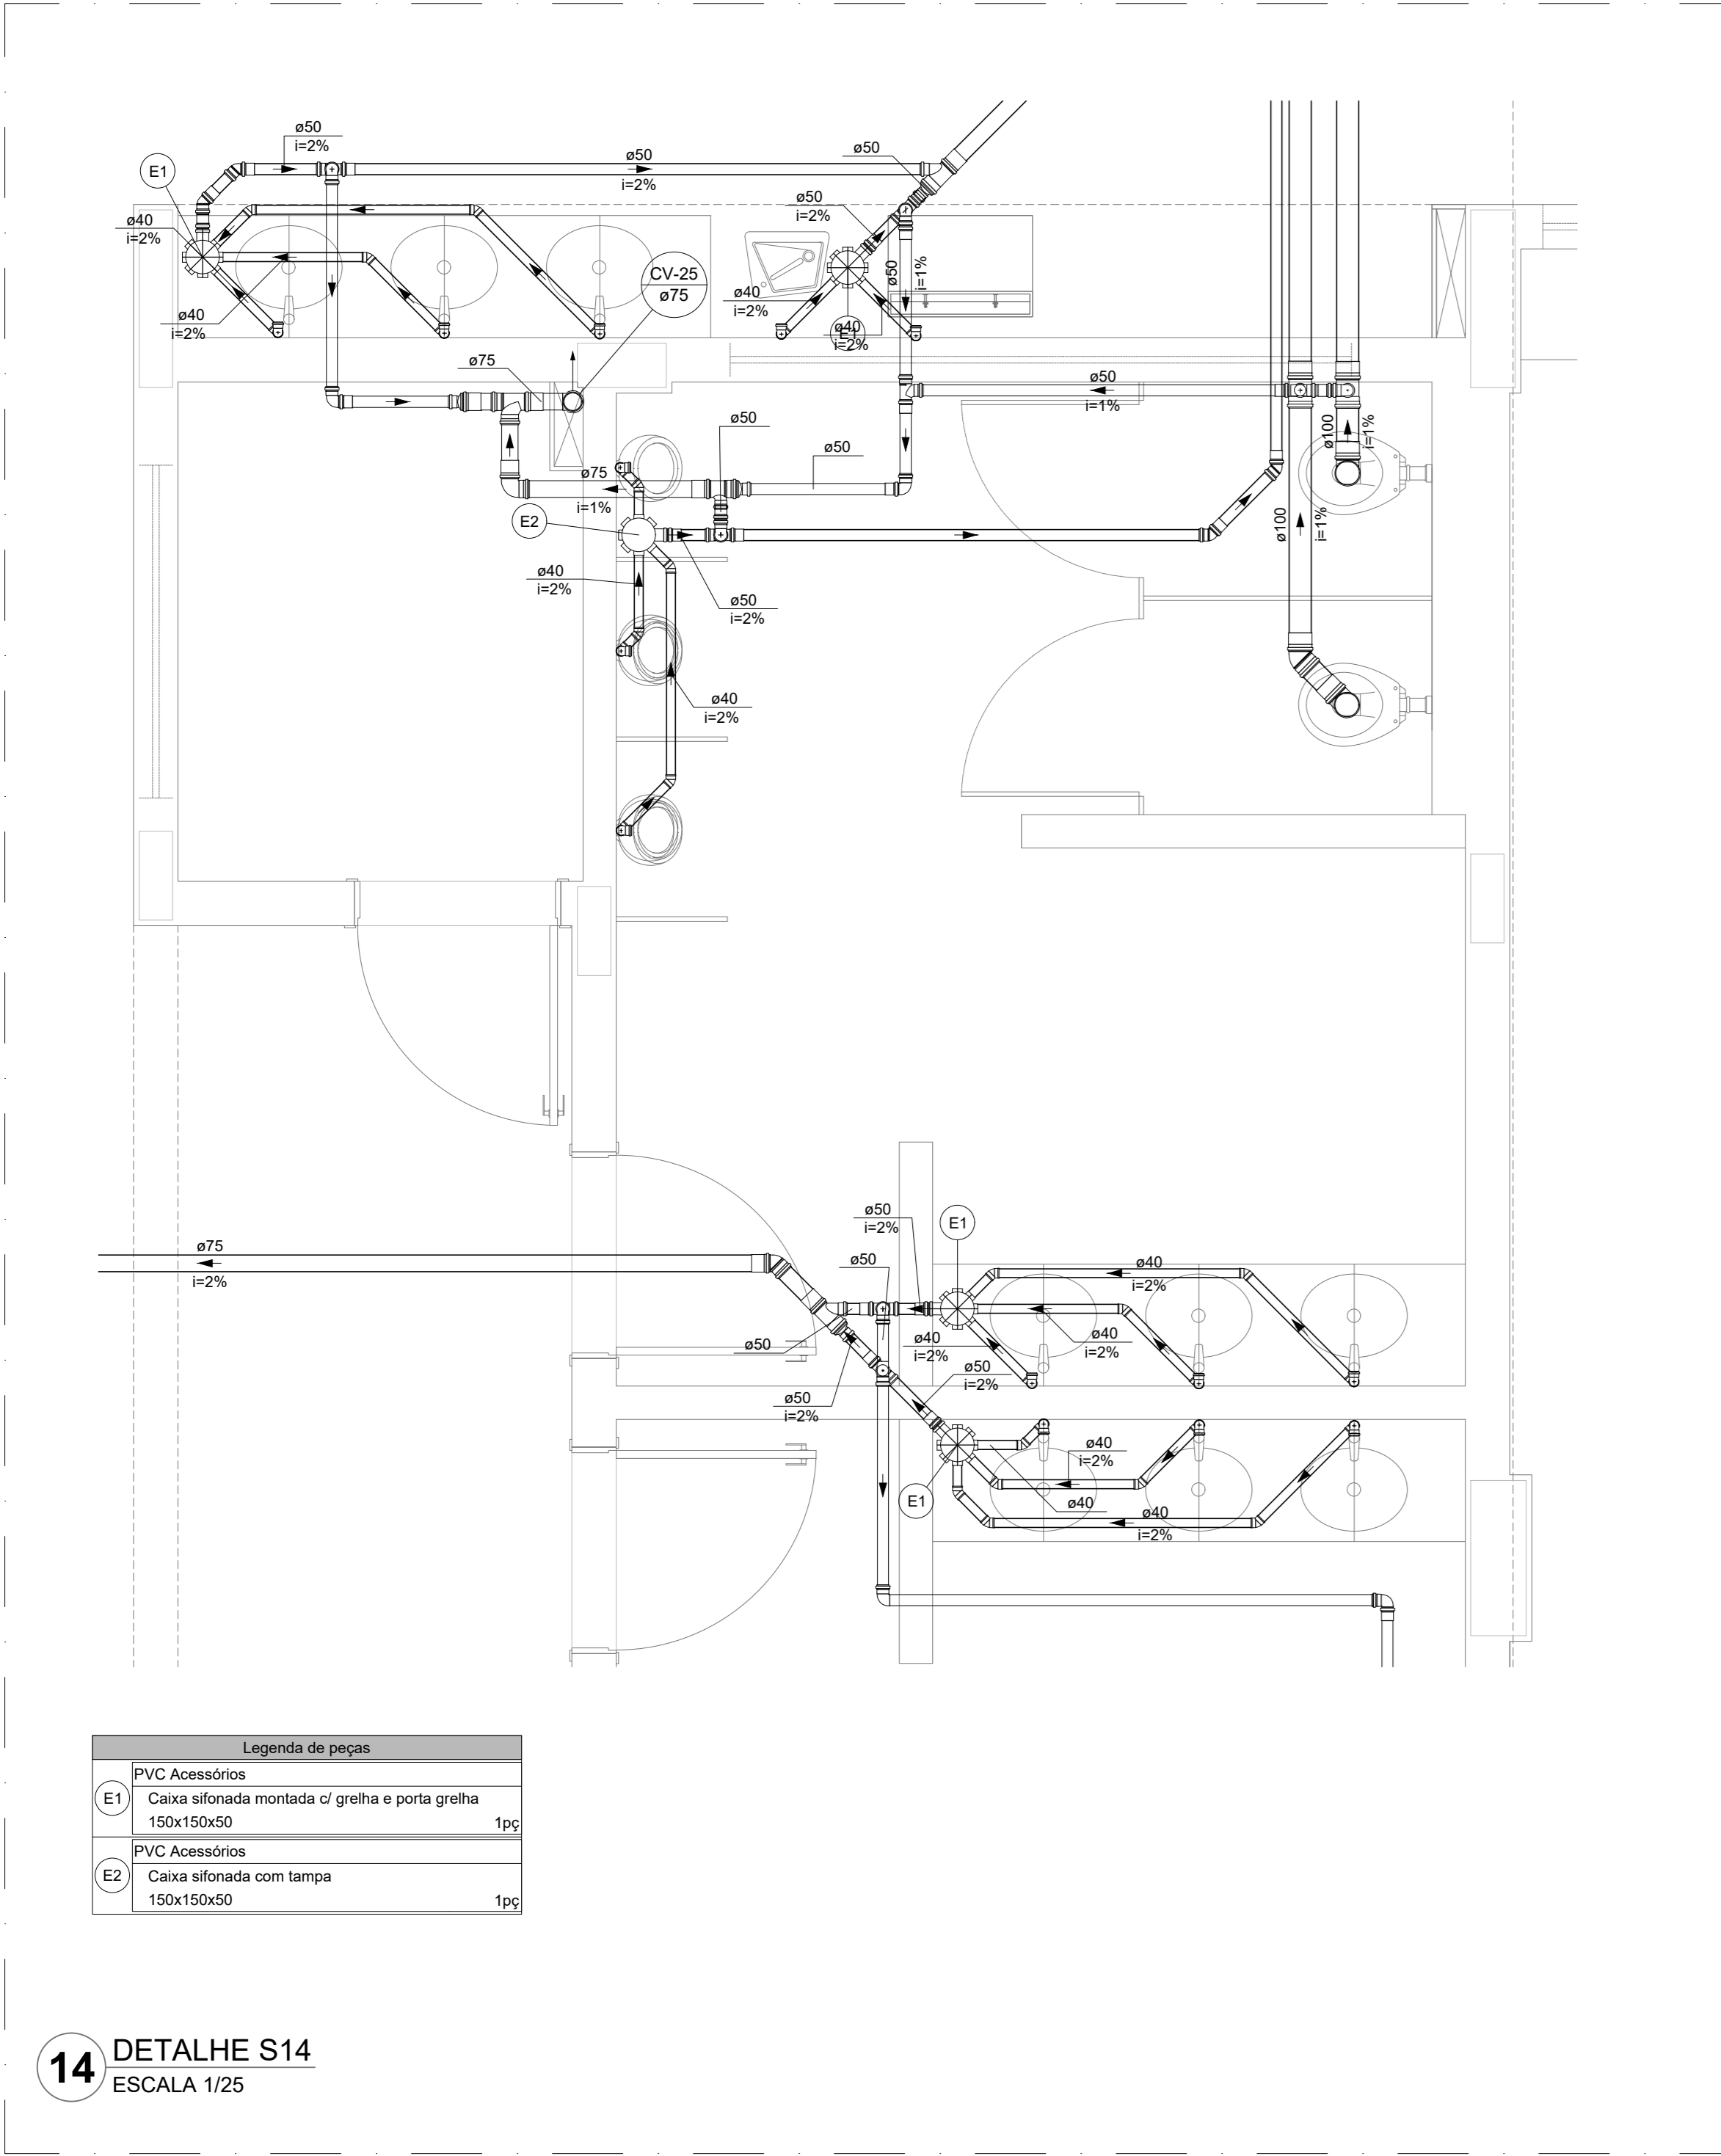 ø50
i=2%
E1
ø50
i=2%
ø50
ø50
i=2%
ø40
i=2%
CV-25
ø75
ø50
i=1%
ø40
i=2%
ø40
i=2%
ø40
i=2%
E1
ø75
ø50
i=1%
ø50
ø50
ø100
i=1%
ø75
i=1%
E2
ø100
i=1%
ø40
i=2%
ø50
i=2%
ø40
i=2%
ø50
i=2%
E1
ø75
i=2%
ø50
ø40
i=2%
ø50
ø40
i=2%
ø40
i=2%
ø50
i=2%
ø50
i=2%
ø40
i=2%
E1
ø40
ø40
i=2%
Legenda de peças
E1
PVC Acessórios
Caixa sifonada montada c/ grelha e porta grelha
150x150x50 1pç
E2
PVC Acessórios
Caixa sifonada com tampa
150x150x50 1pç
14
DETALHE S14
ESCALA 1/25